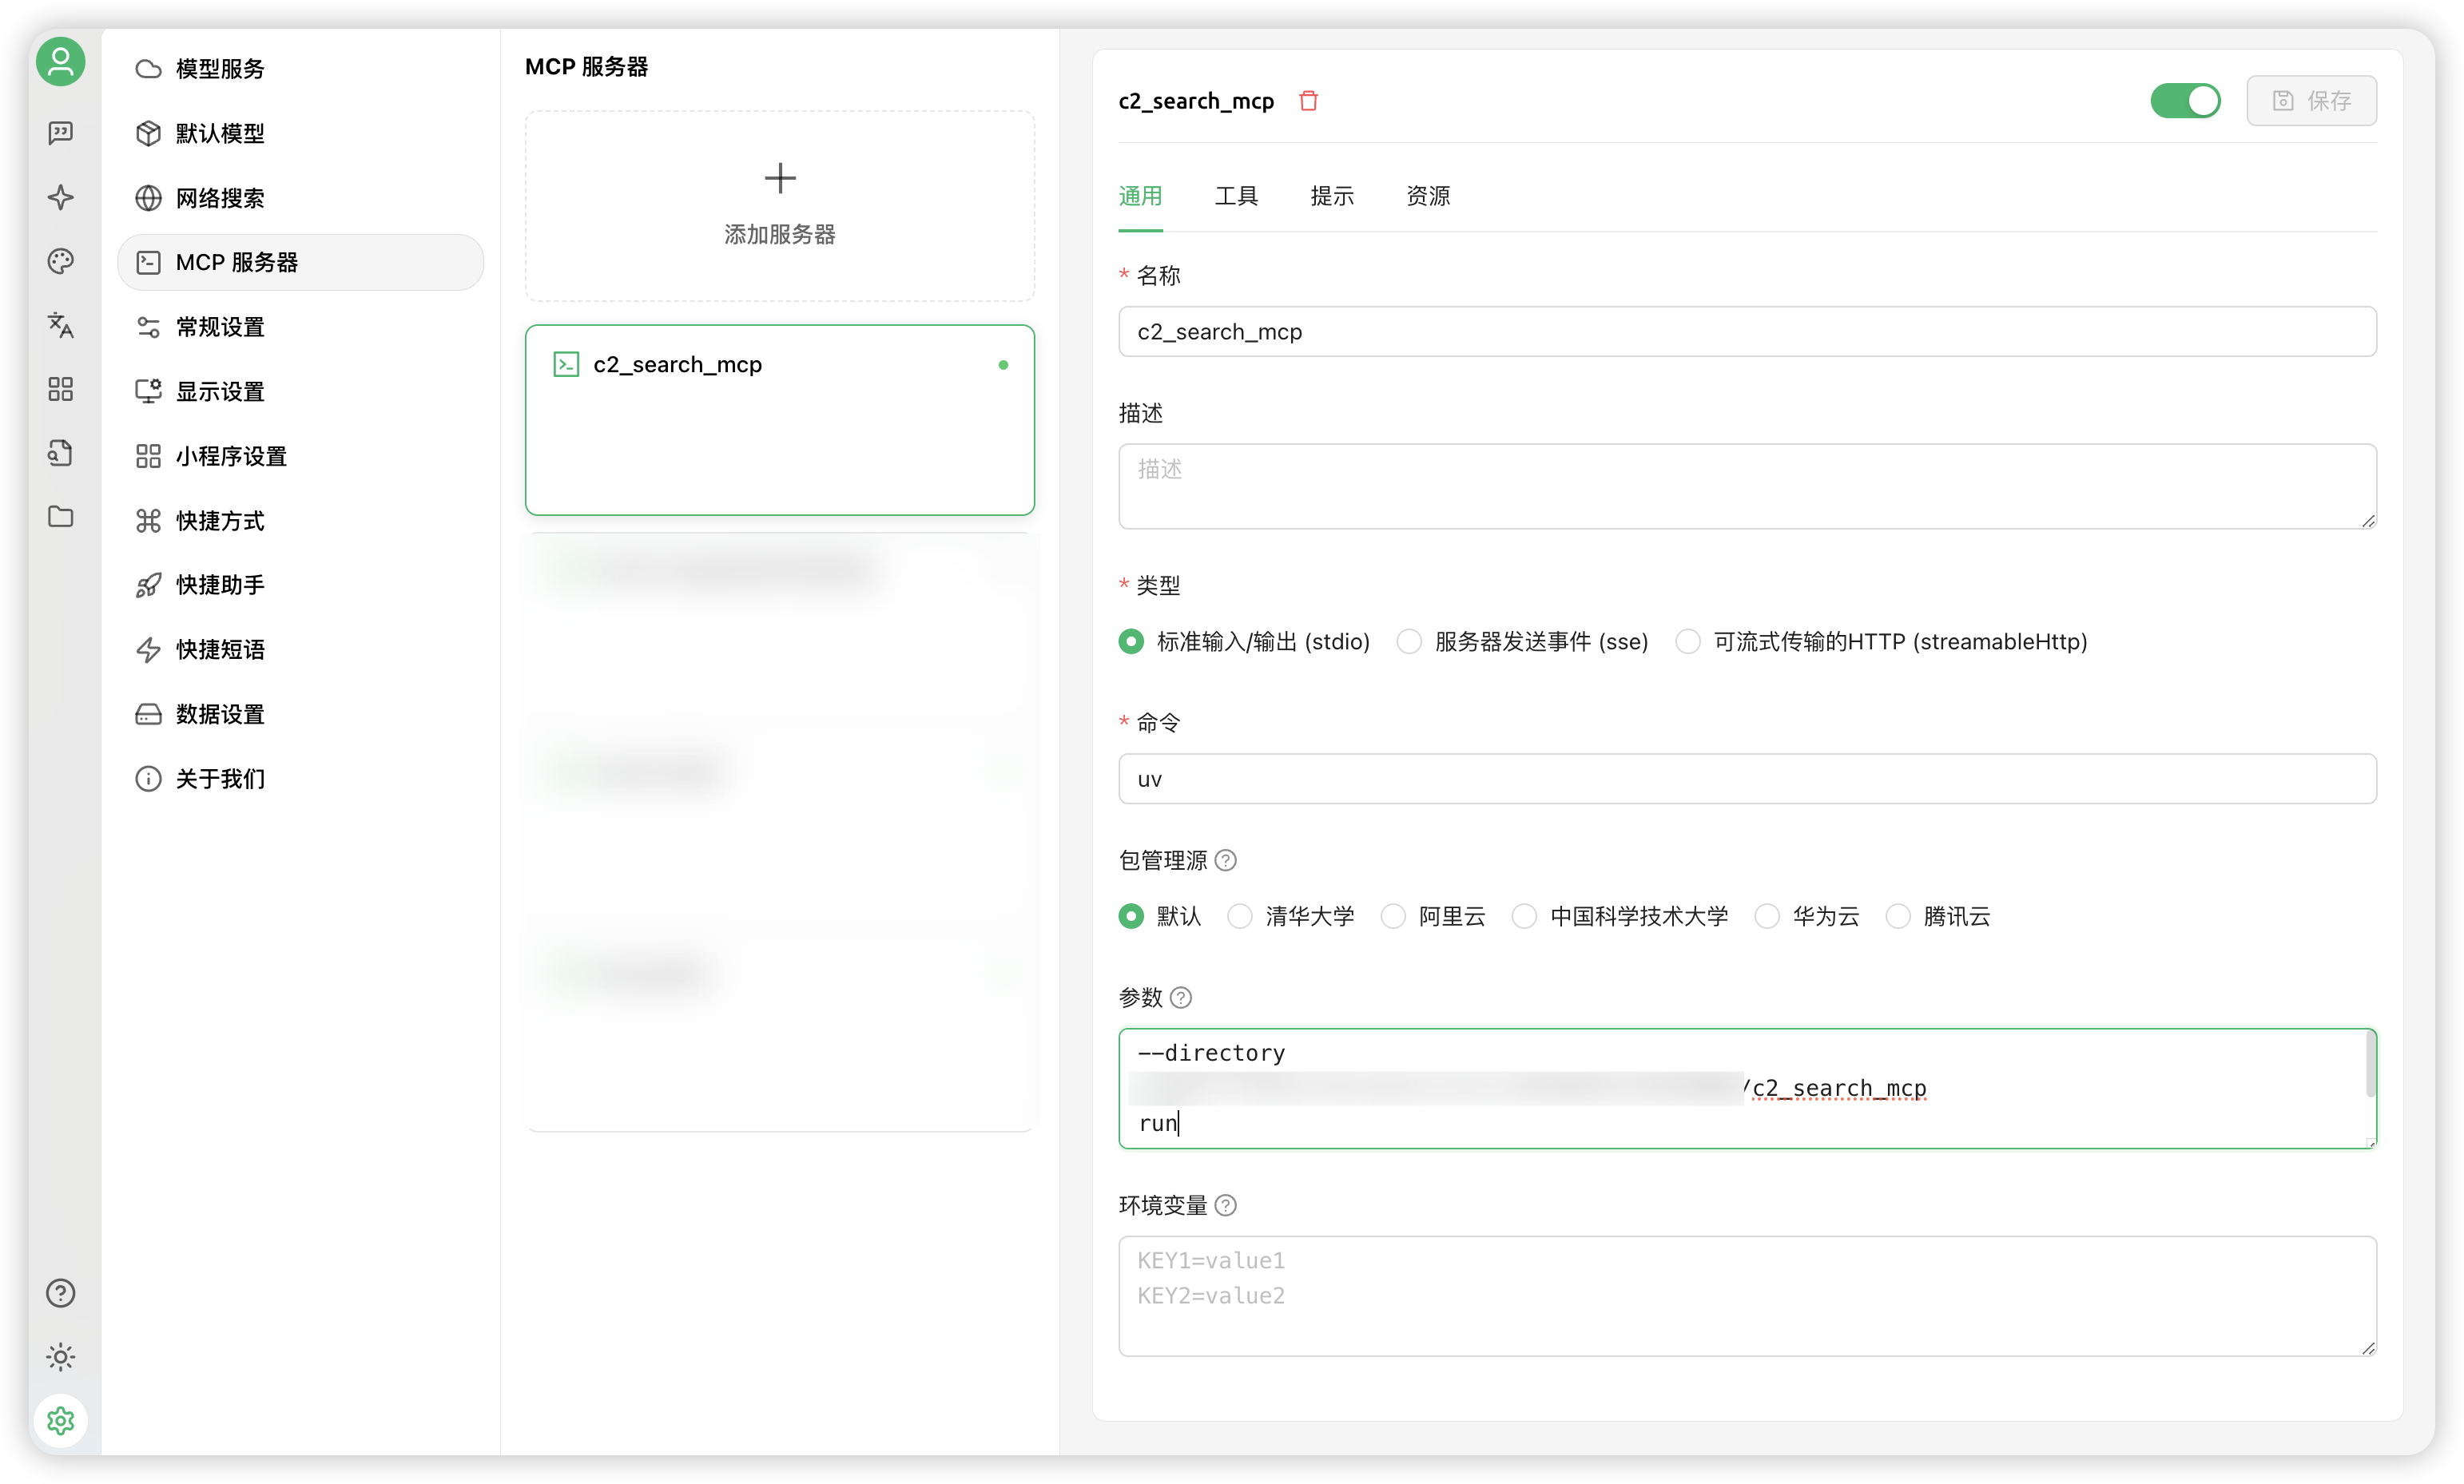 模型服务
默认模型
网络搜索
MCP 服务器
常规设置
显示设置
小程序设置
快捷方式
快捷助手
快捷短语
数据设置
关于我们
MCP 服务器
添加服务器
c2_search_mcp
c2_search_mcp
保存
通用 工具 提示 资源
* 名称
c2_search_mcp
描述
描述
* 类型
标准输入/输出 (stdio) 服务器发送事件 (sse) 可流式传输的HTTP (streamableHttp)
* 命令
uv
包管理源
默认 清华大学 阿里云 中国科学技术大学 华为云 腾讯云
参数
--directory
/c2_search_mcp
run
环境变量
KEY1=value1
KEY2=value2